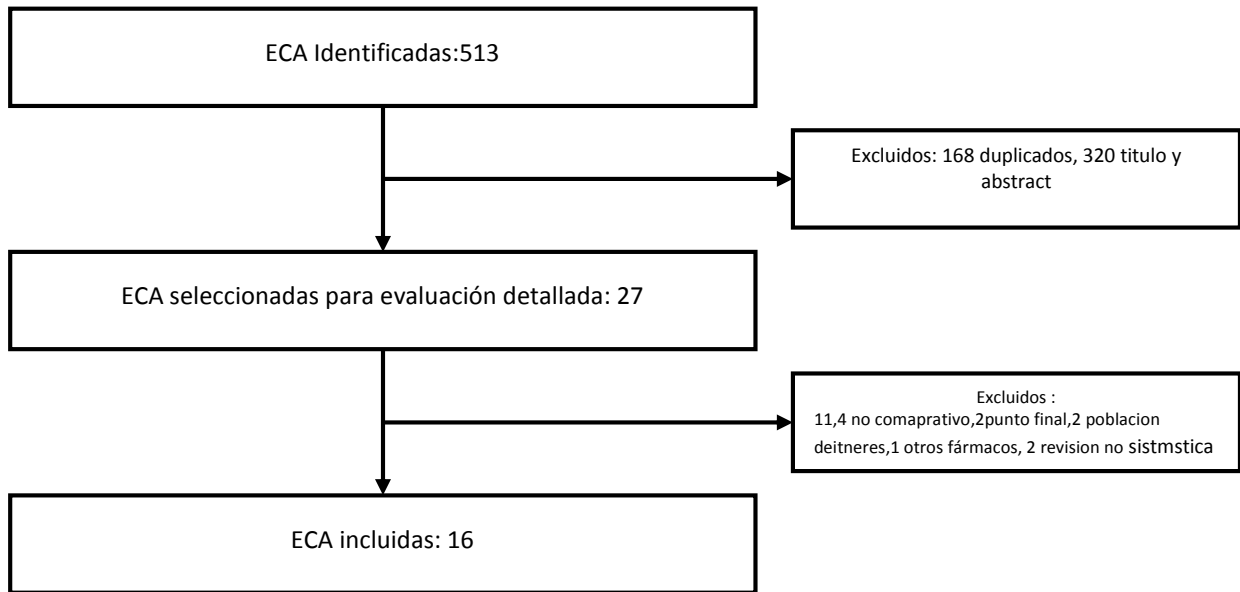 ECA Identificadas:513
Excluidos: 168 duplicados, 320 titulo y
abstract
ECA seleccionadas para evaluación detallada: 27
Excluidos :
11,4 no comaprativo,2punto final,2 poblacion
deitneres,1 otros fármacos, 2 revision no sistmstica
ECA incluidas: 16